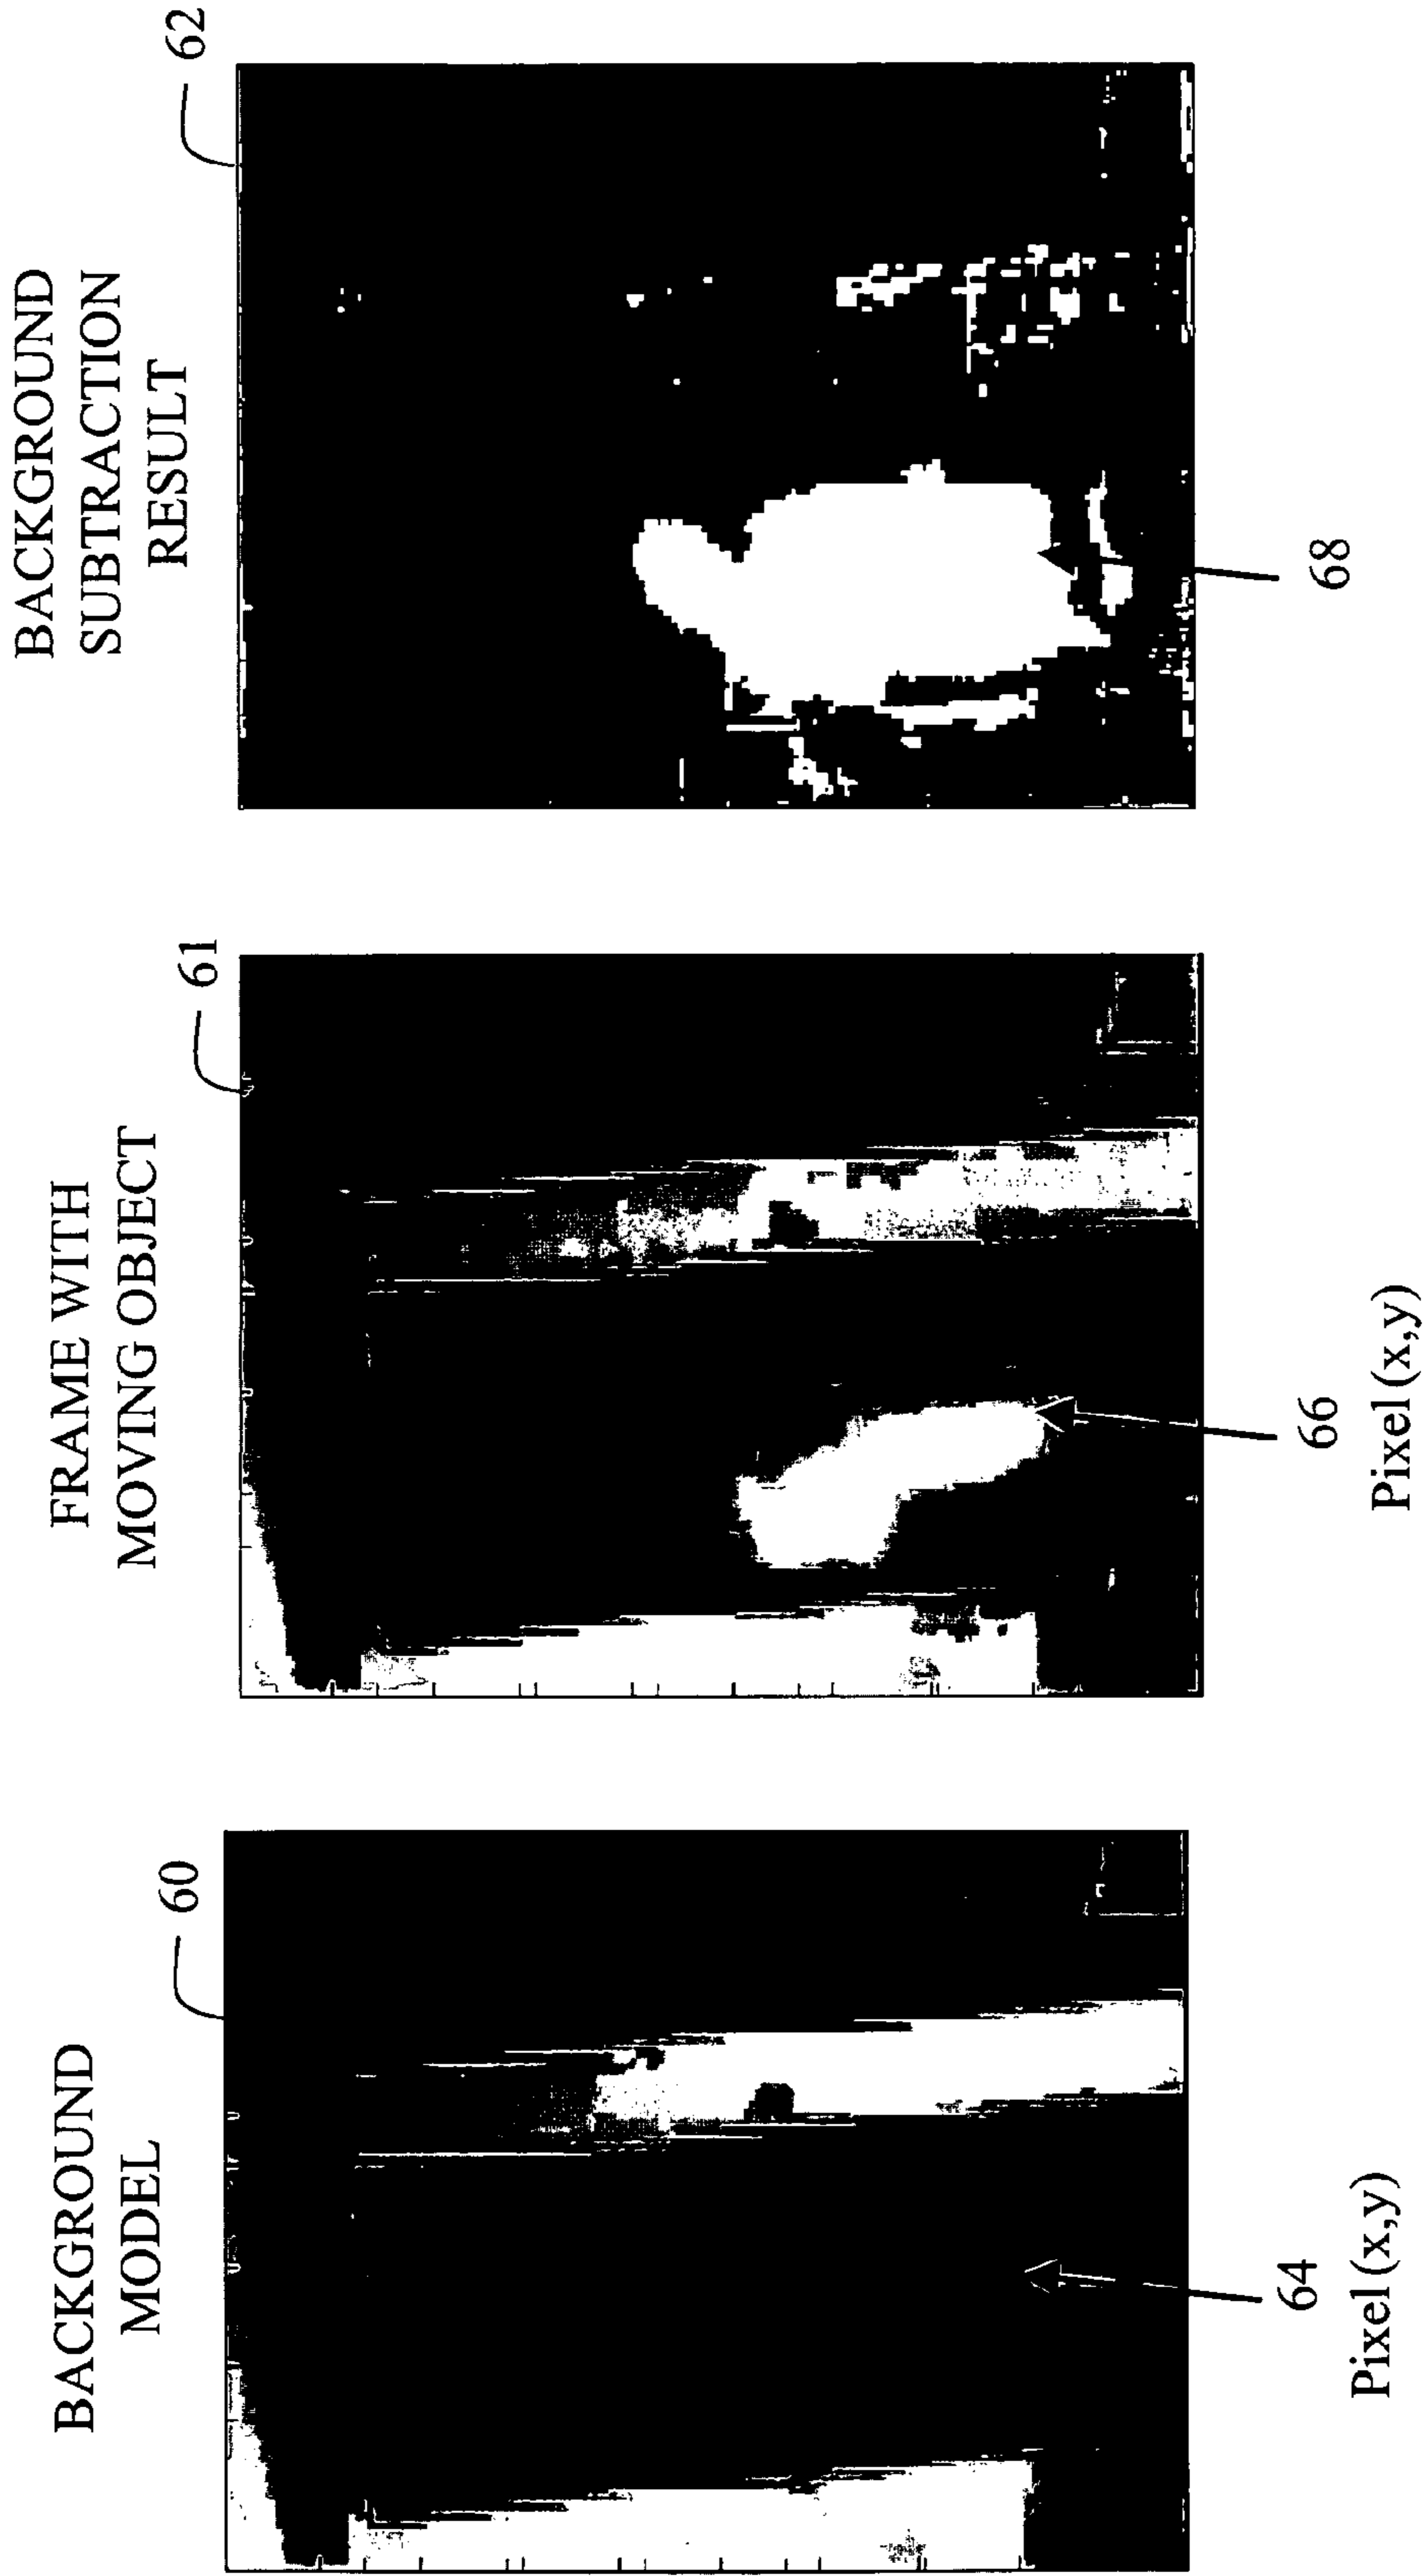 BACKGROUND
MODEL
60
64
Pixel (x,y)
FRAME WITH
MOVING OBJECT
61
66
Pixel (x,y)
BACKGROUND
SUBTRACTION
RESULT
62
68